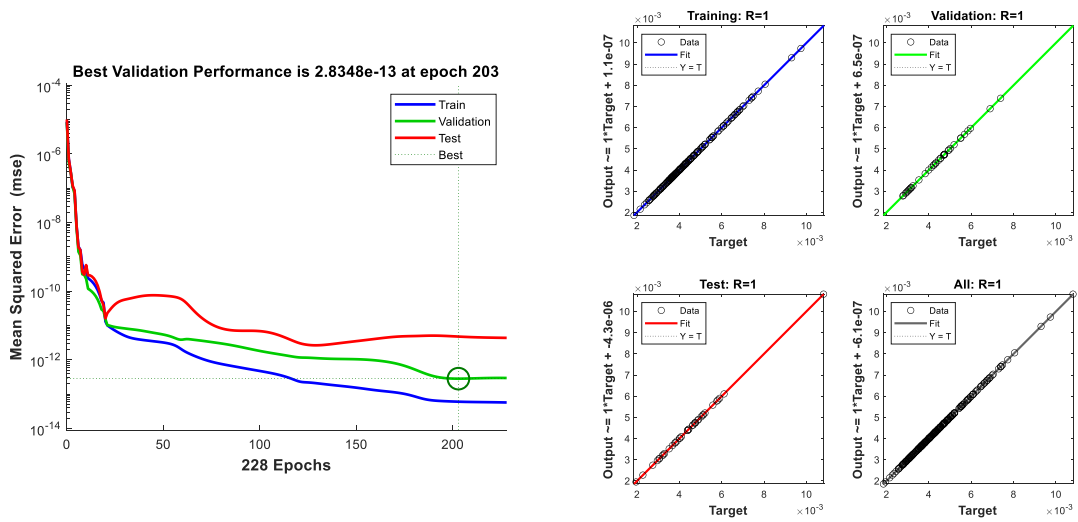 Best Validation Performance is 2.8348e-13 at epoch 203
Mean Squared Error (mse)
10^-4
10^-6
10^-8
10^-10
10^-12
10^-14
Train
Validation
Test
Best
0 50 100 150 200
228 Epochs
Training: R=1
×10^-3
Output ~= 1*Target + 1.1e-07
10
9
8
7
6
5
4
3
2
Data
Fit
Y = T
2 4 6 8 10
Target
×10^-3
Validation: R=1
×10^-3
Output ~= 1*Target + 6.5e-07
10
9
8
7
6
5
4
3
2
Data
Fit
Y = T
2 4 6 8 10
Target
×10^-3
Test: R=1
×10^-3
Output ~= 1*Target + -4.3e-06
10
9
8
7
6
5
4
3
2
Data
Fit
Y = T
2 4 6 8 10
Target
×10^-3
All: R=1
×10^-3
Output ~= 1*Target + -6.1e-07
10
9
8
7
6
5
4
3
2
Data
Fit
Y = T
2 4 6 8 10
Target
×10^-3